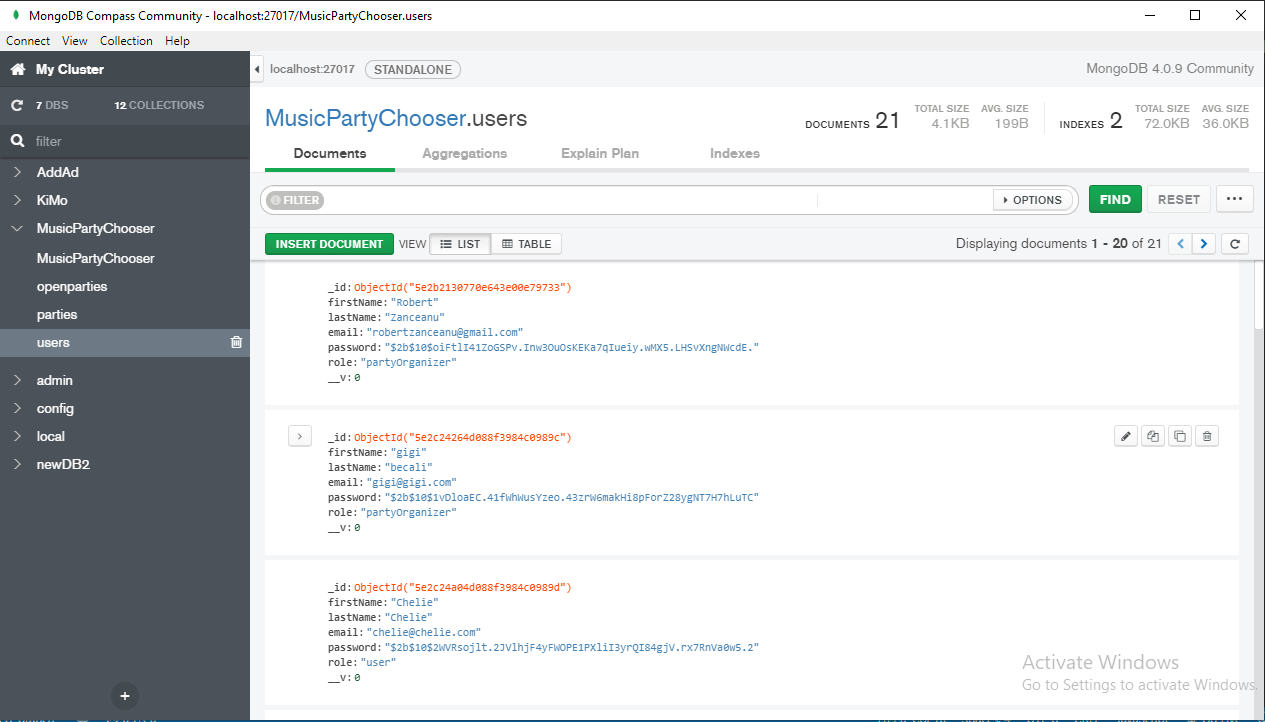 MongoDB Compass Community - localhost:27017/MusicPartyChooser.users
Connect View Collection Help
My Cluster
localhost:27017 STANDALONE MongoDB 4.0.9 Community
7 DBS 12 COLLECTIONS
filter
MusicPartyChooser.users
DOCUMENTS 21 TOTAL SIZE 4.1KB AVG. SIZE 199B INDEXES 2 TOTAL SIZE 72.0KB AVG. SIZE 36.0KB
Documents Aggregations Explain Plan Indexes
AddAd
KiMo
MusicPartyChooser
MusicPartyChooser
openparties
parties
users
admin
config
local
newDB2
FILTER OPTIONS FIND RESET ...
INSERT DOCUMENT VIEW LIST TABLE Displaying documents 1 - 20 of 21
_id: ObjectId("5e2b2130770e643e00e79733")
firstName: "Robert"
lastName: "Zanceanu"
email: "robertzanceanu@gmail.com"
password: "$2b$10$oiFtlI41ZoGSPv.Inw3OuOsKEKa7qIueiy.wMX5.LHSvXngNWcdE."
role: "partyOrganizer"
__v: 0
_id: ObjectId("5e2c24264d088f3984c0989c")
firstName: "gigi"
lastName: "becali"
email: "gigi@gigi.com"
password: "$2b$10$1vDloaEC.41fWhWusYzeo.43zrW6makHi8pForZ28ygNT7H7hLuTC"
role: "partyOrganizer"
__v: 0
_id: ObjectId("5e2c24a04d088f3984c0989d")
firstName: "Chelie"
lastName: "Chelie"
email: "chelie@chelie.com"
password: "$2b$10$2WVRsojlt.2JVlhjF4yFWOPE1PXliI3yrQI84gjV.rx7RnVa0w5.2"
role: "user"
__v: 0
Activate Windows
Go to Settings to activate Windows.